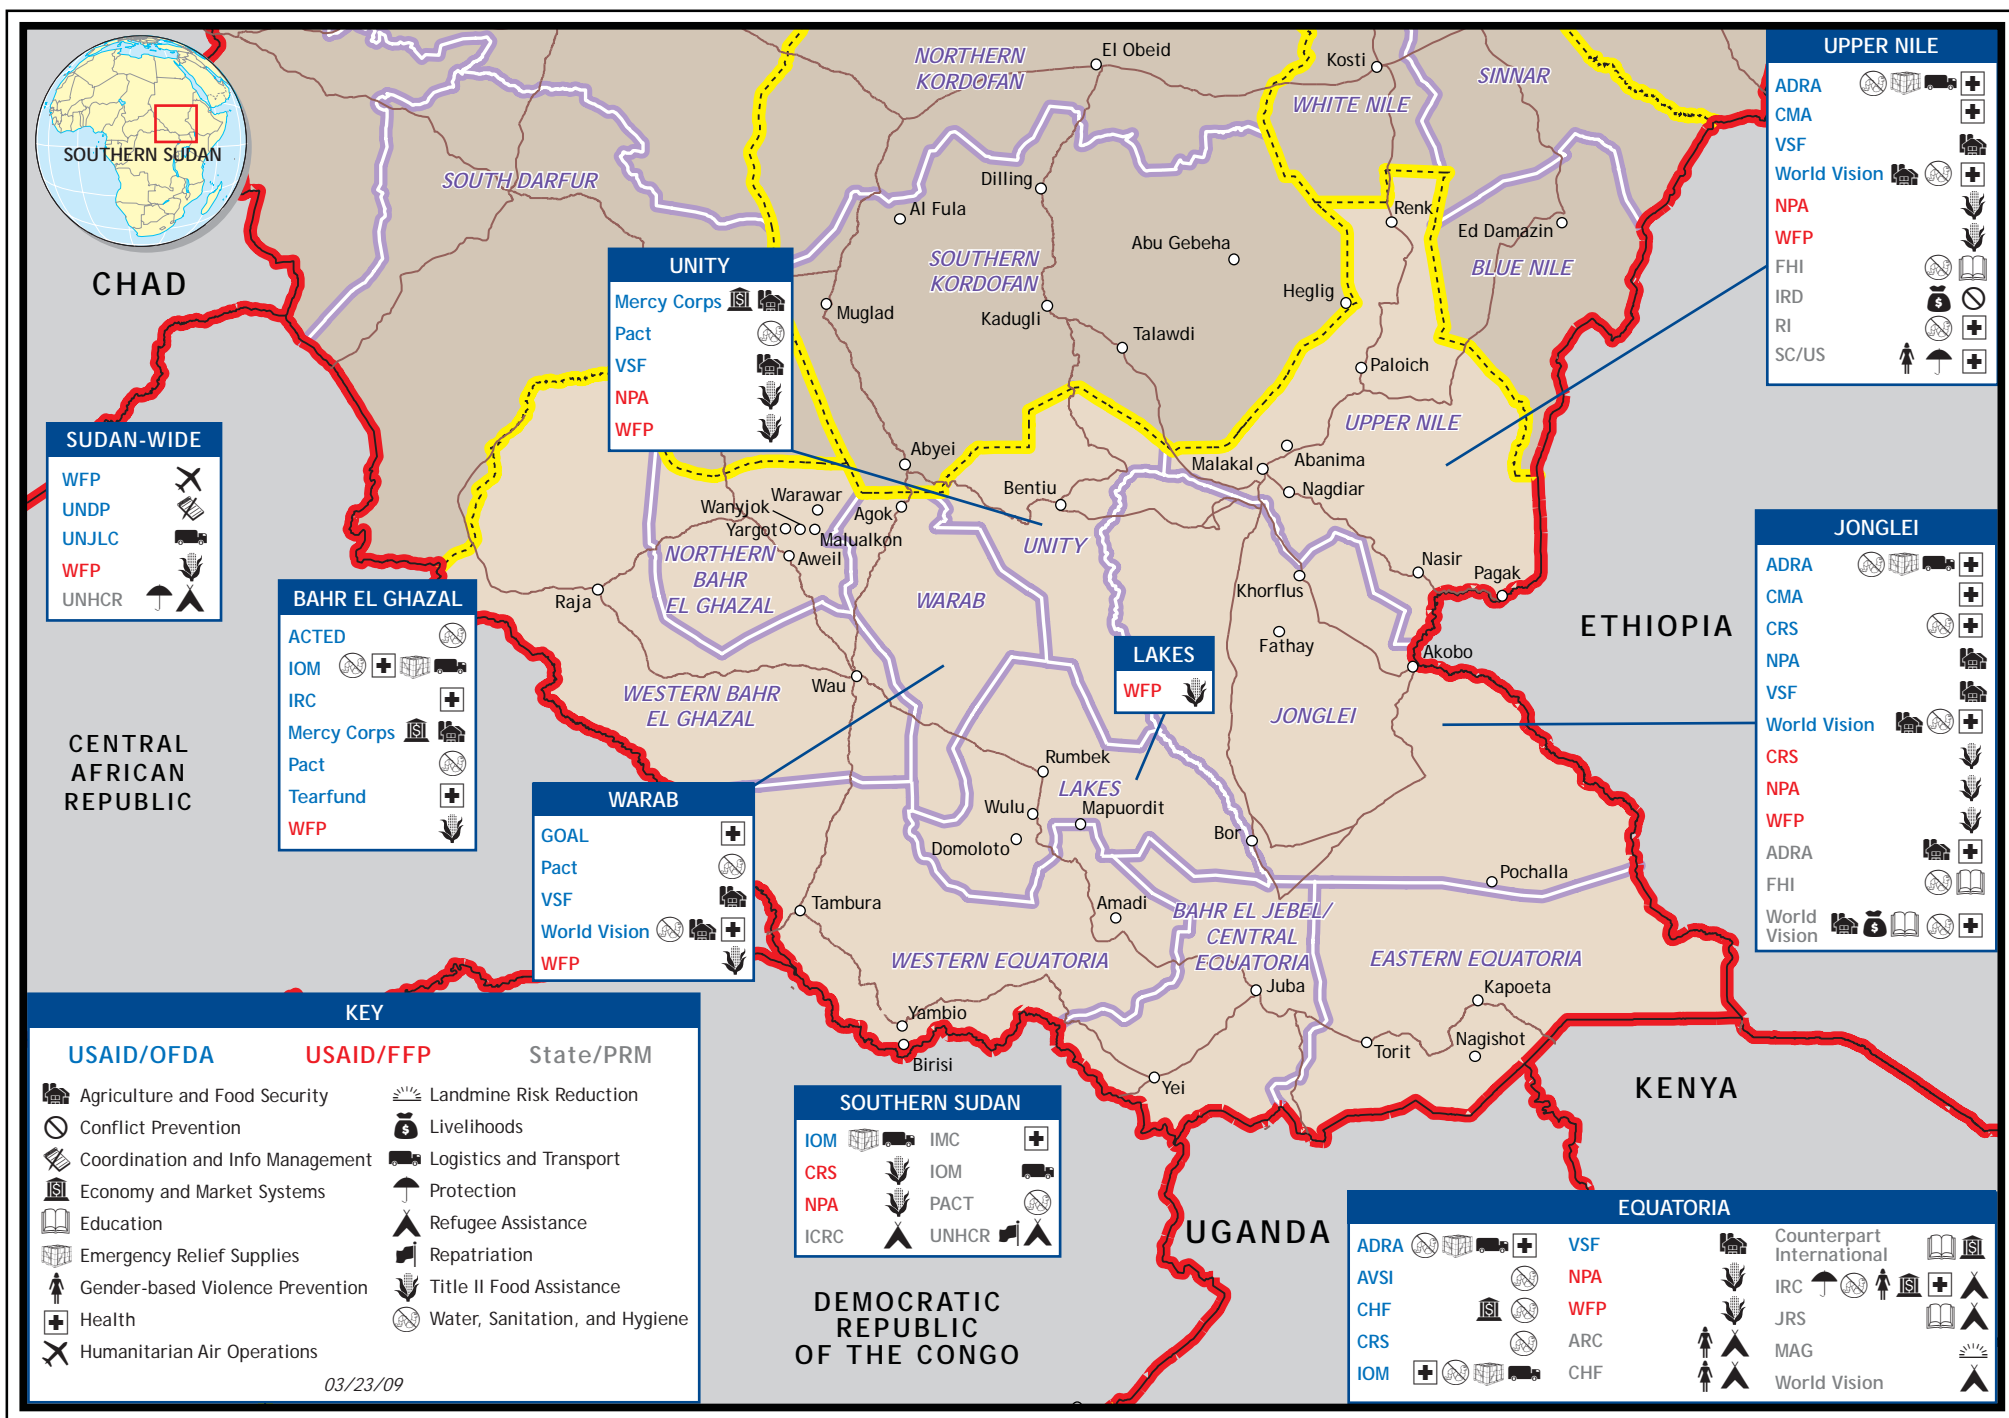 SOUTHERN SUDAN
CHAD
CENTRAL
AFRICAN
REPUBLIC
ETHIOPIA
KENYA
UGANDA
DEMOCRATIC
REPUBLIC
OF THE CONGO
NORTHERN
KORDOFAN
El Obeid
Kosti
WHITE NILE
SINNAR
SOUTH DARFUR
Dilling
Al Fula
Renk
Ed Damazin
Abu Gebeha
SOUTHERN
KORDOFAN
BLUE NILE
Heglig
Muglad
Kadugli
Talawdi
Paloich
UPPER NILE
Abyei
Abanima
Malakal
Nagdiar
Bentiu
Warawar
Wanyjok
Agok
Yargot
Malualkon
Aweil
NORTHERN
BAHR
EL GHAZAL
UNITY
Nasir
Pagak
Khorflus
Raja
WARAB
Fathay
Akobo
Wau
WESTERN BAHR
EL GHAZAL
JONGLEI
Rumbek
LAKES
Wulu
Mapuordit
Domoloto
Bor
Pochalla
Tambura
Amadi
BAHR EL JEBEL/
CENTRAL
EQUATORIA
WESTERN EQUATORIA
EASTERN EQUATORIA
Juba
Kapoeta
Yambio
Birisi
Torit
Nagishot
Yei
UPPER NILE
ADRA
CMA
VSF
World Vision
NPA
WFP
FHI
IRD
RI
SC/US
UNITY
Mercy Corps
Pact
VSF
NPA
WFP
SUDAN-WIDE
WFP
UNDP
UNJLC
WFP
UNHCR
BAHR EL GHAZAL
ACTED
IOM
IRC
Mercy Corps
Pact
Tearfund
WFP
LAKES
WFP
JONGLEI
ADRA
CMA
CRS
NPA
VSF
World Vision
CRS
NPA
WFP
ADRA
FHI
World
Vision
WARAB
GOAL
Pact
VSF
World Vision
WFP
SOUTHERN SUDAN
IOM
CRS
NPA
ICRC
IMC
IOM
PACT
UNHCR
EQUATORIA
ADRA
AVSI
CHF
CRS
IOM
VSF
NPA
WFP
ARC
CHF
Counterpart
International
IRC
JRS
MAG
World Vision
KEY
USAID/OFDA USAID/FFP State/PRM
Agriculture and Food Security
Conflict Prevention
Coordination and Info Management
Economy and Market Systems
Education
Emergency Relief Supplies
Gender-based Violence Prevention
Health
Humanitarian Air Operations
Landmine Risk Reduction
Livelihoods
Logistics and Transport
Protection
Refugee Assistance
Repatriation
Title II Food Assistance
Water, Sanitation, and Hygiene
03/23/09